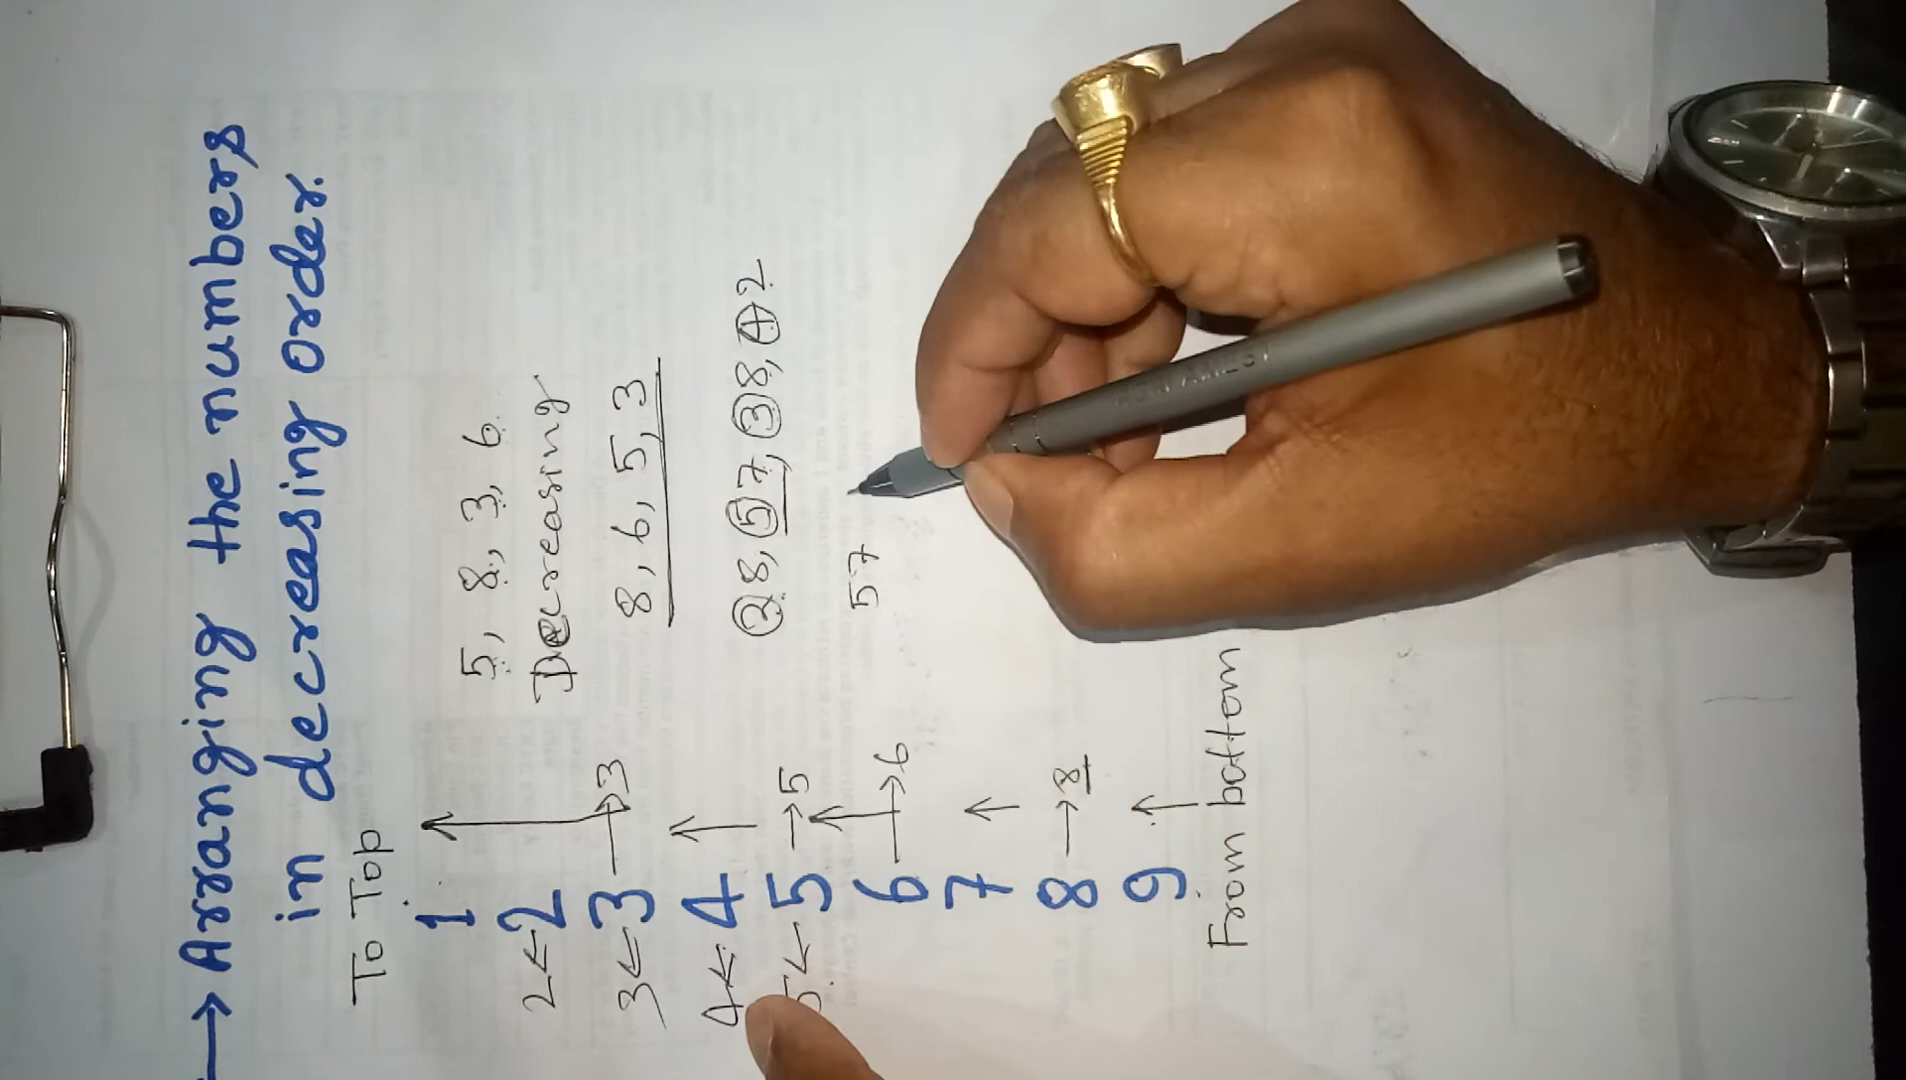 → Arranging the numbers
in decreasing order.
To Top
1
2 ← 2
3 ← 3 → 3
4 ← 4
5 ← 5 → 5
6 → 6
7
8 → 8
9
From bottom
5, 8, 3, 6
Decreasing
8, 6, 5, 3
28, 57, 38, 42
57